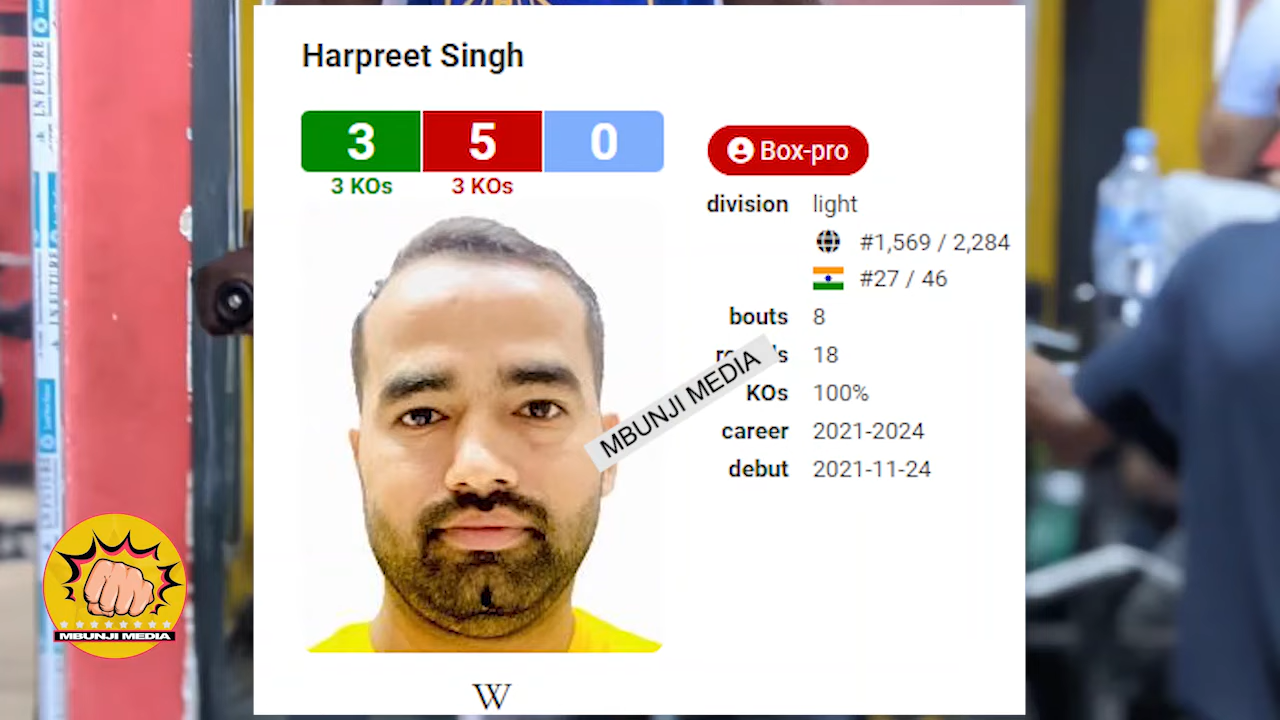 Harpreet Singh
3 5 0
3 KOs 3 KOs
Box-pro
division light
#1,569 / 2,284
#27 / 46
bouts 8
18
KOs 100%
career 2021-2024
debut 2021-11-24
MBUNJI MEDIA
W
MBUNJI MEDIA